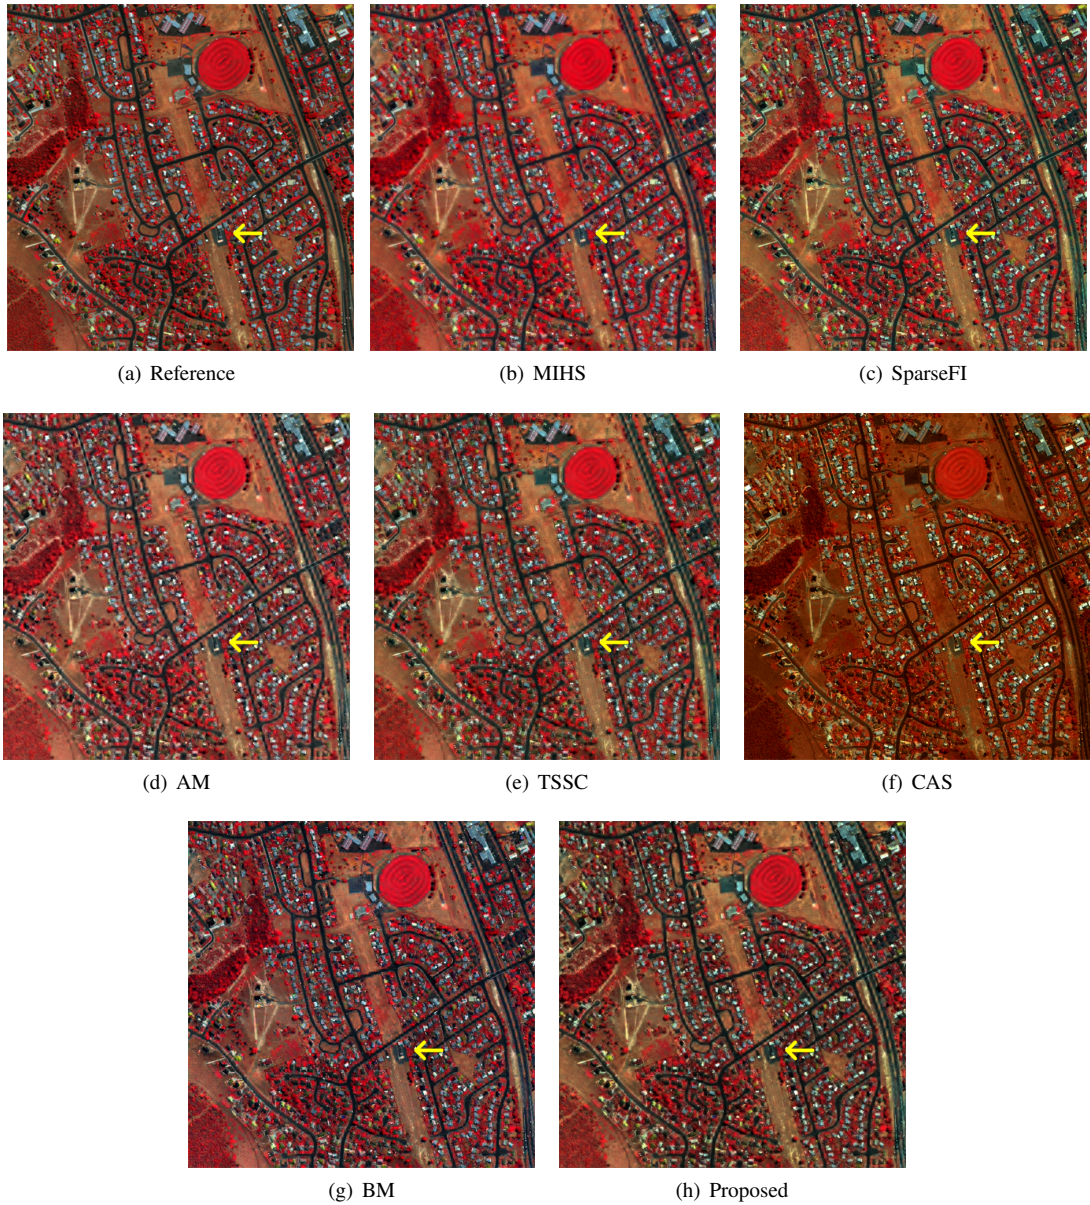 (a) Reference
(b) MIHS
(c) SparseFI
(d) AM
(e) TSSC
(f) CAS
(g) BM
(h) Proposed